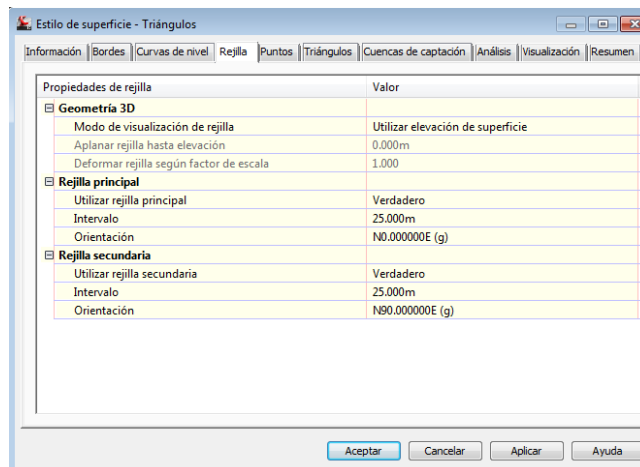 Estilo de superficie - Triángulos
Información Bordes Curvas de nivel Rejilla Puntos Triángulos Cuencas de captación Análisis Visualización Resumen
Propiedades de rejilla Valor
Geometría 3D
Modo de visualización de rejilla Utilizar elevación de superficie
Aplanar rejilla hasta elevación 0.000m
Deformar rejilla según factor de escala 1.000
Rejilla principal
Utilizar rejilla principal Verdadero
Intervalo 25.000m
Orientación N0.000000E (g)
Rejilla secundaria
Utilizar rejilla secundaria Verdadero
Intervalo 25.000m
Orientación N90.000000E (g)
Aceptar Cancelar Aplicar Ayuda